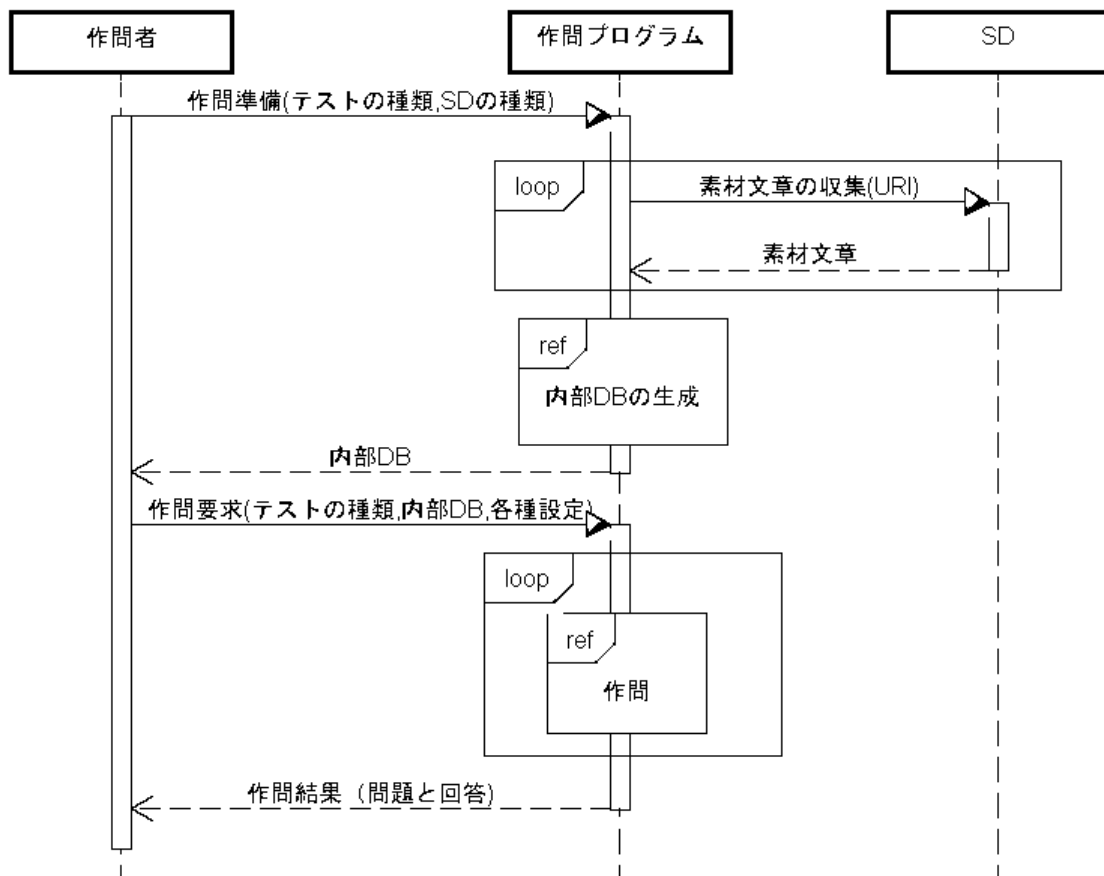 作問者
作問プログラム
SD
作問準備(テストの種類,SDの種類)
loop
素材文章の収集(URI)
素材文章
ref
内部DBの生成
内部DB
作問要求(テストの種類,内部DB,各種設定)
loop
ref
作問
作問結果（問題と回答)